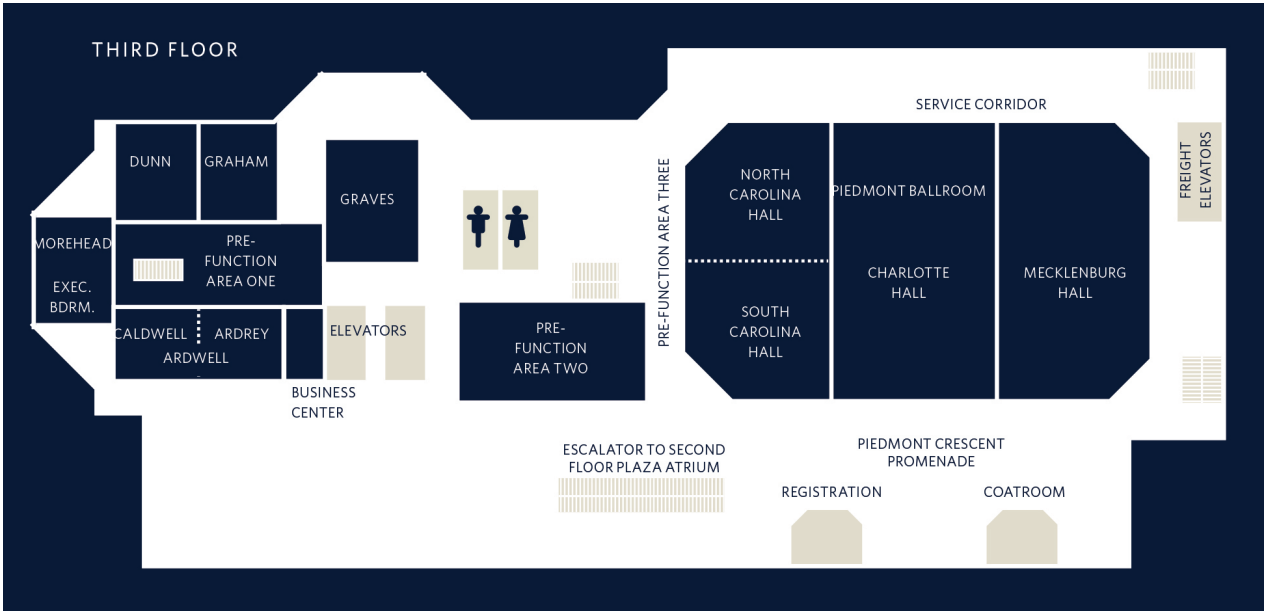 THIRD FLOOR
SERVICE CORRIDOR
DUNN
GRAHAM
GRAVES
MOREHEAD
EXEC.
BDRM.
PRE-
FUNCTION
AREA ONE
CALDWELL
ARDREY
ARDWELL
ELEVATORS
BUSINESS
CENTER
PRE-
FUNCTION
AREA TWO
PRE-FUNCTION AREA THREE
NORTH
CAROLINA
HALL
SOUTH
CAROLINA
HALL
PIEDMONT BALLROOM
CHARLOTTE
HALL
MECKLENBURG
HALL
FREIGHT
ELEVATORS
ESCALATOR TO SECOND
FLOOR PLAZA ATRIUM
PIEDMONT CRESCENT
PROMENADE
REGISTRATION
COATROOM